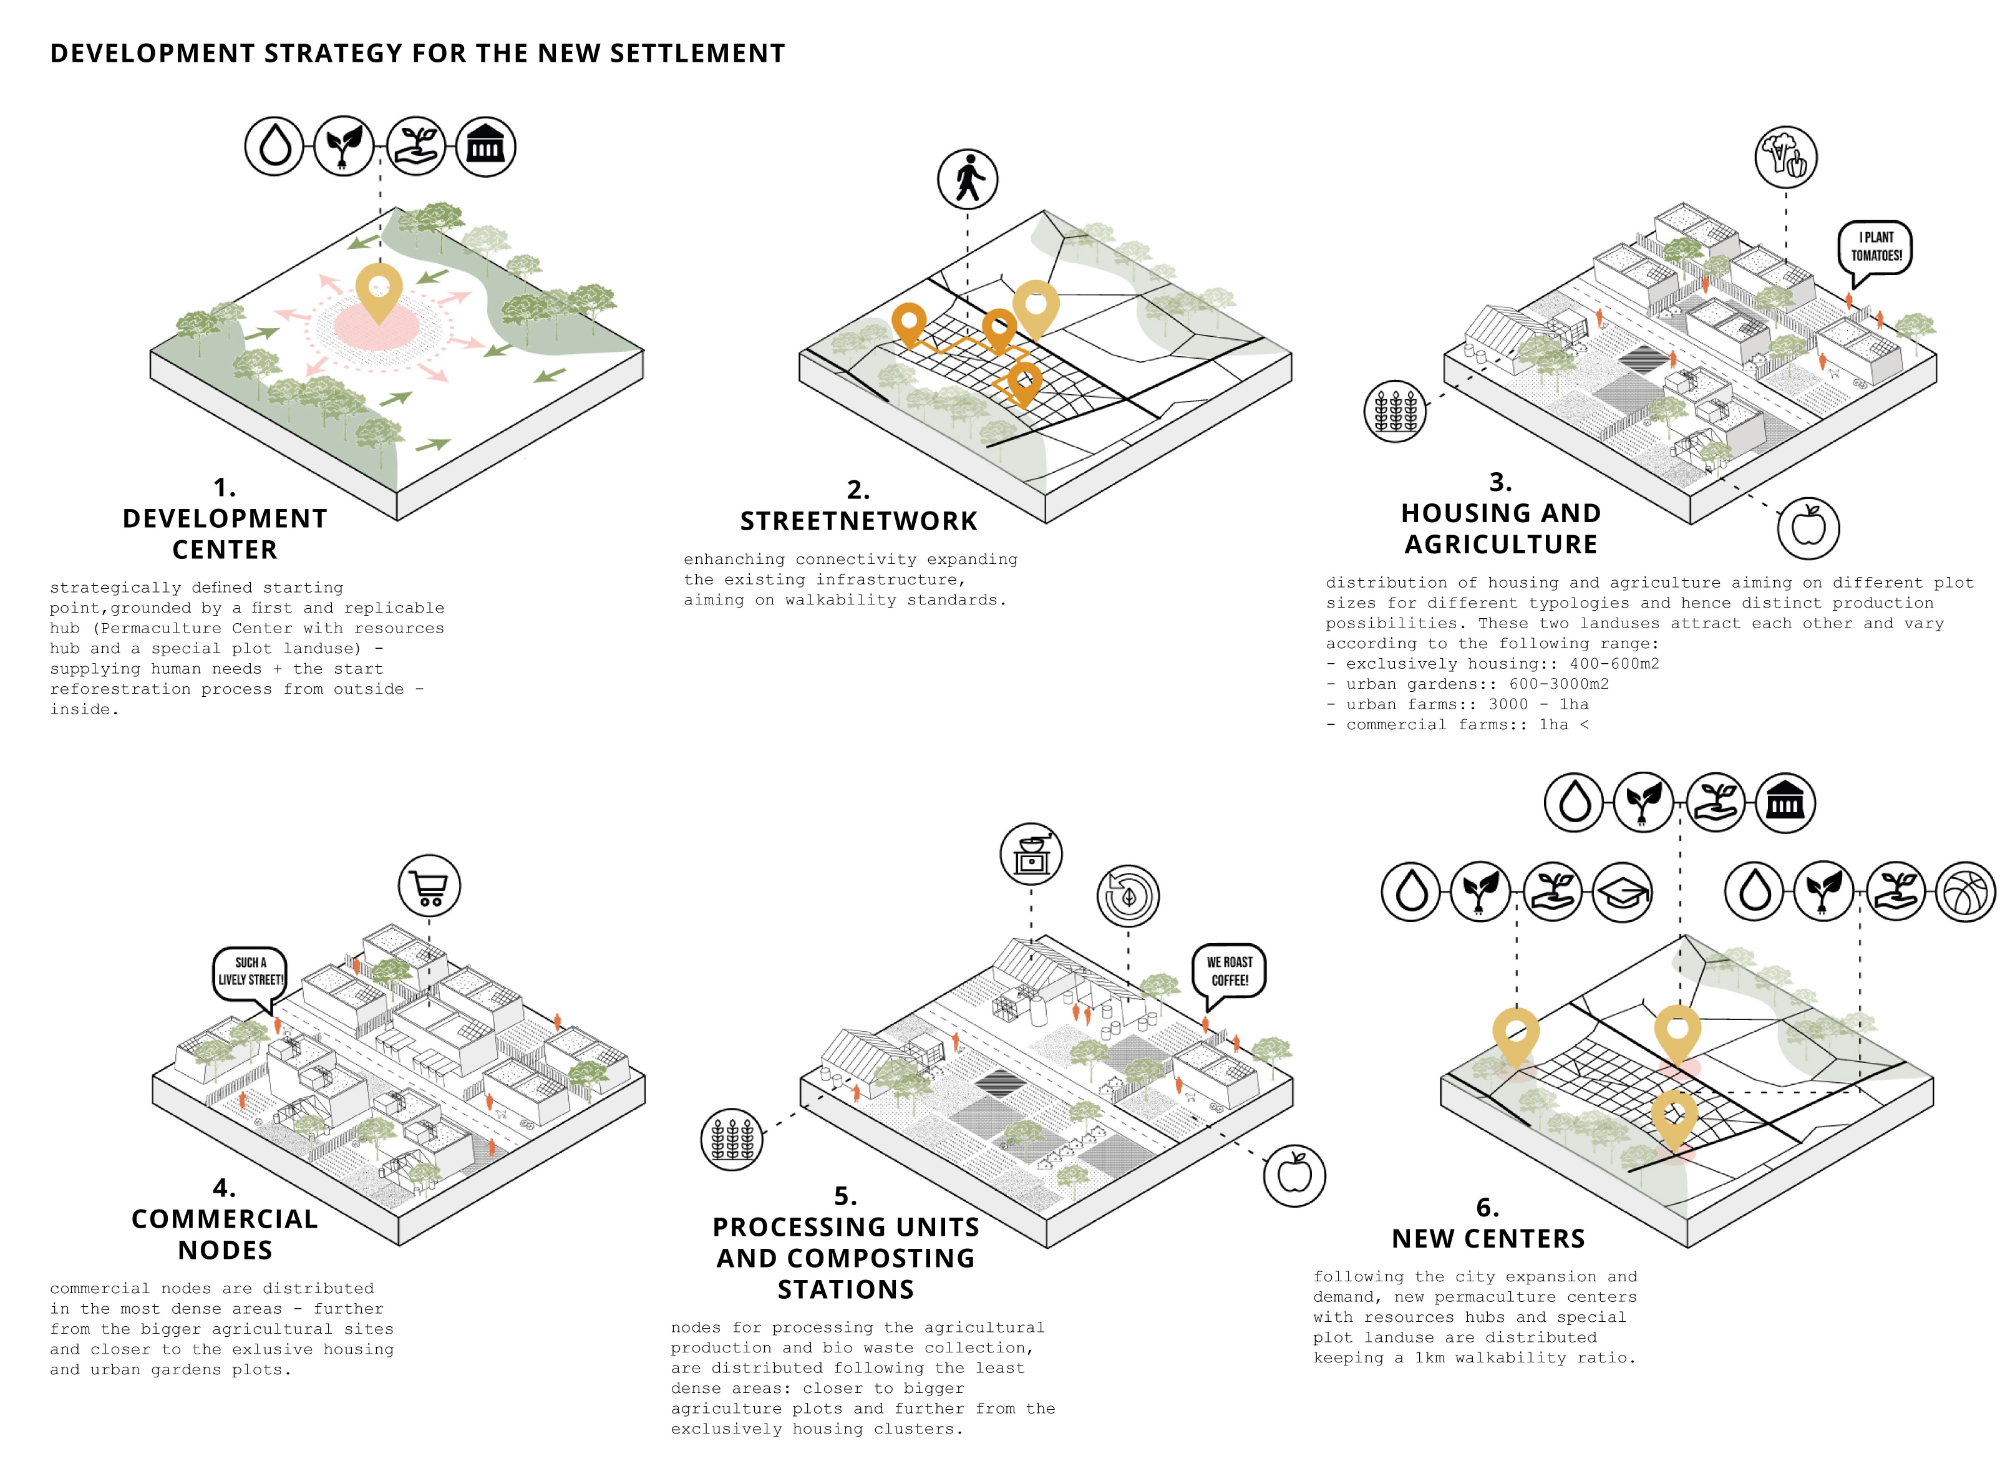 DEVELOPMENT STRATEGY FOR THE NEW SETTLEMENT
1.
DEVELOPMENT
CENTER
strategically defined starting
point,grounded by a first and replicable
hub (Permaculture Center with resources
hub and a special plot landuse) -
supplying human needs + the start
reforestration process from outside -
inside.
2.
STREETNETWORK
enhanching connectivity expanding
the existing infrastructure,
aiming on walkability standards.
I PLANT
TOMATOES!
3.
HOUSING AND
AGRICULTURE
distribution of housing and agriculture aiming on different plot
sizes for different typologies and hence distinct production
possibilities. These two landuses attract each other and vary
according to the following range:
- exclusively housing:: 400-600m2
- urban gardens:: 600-3000m2
- urban farms:: 3000 - 1ha
- commercial farms:: 1ha <
SUCH A
LIVELY STREET!
4.
COMMERCIAL
NODES
commercial nodes are distributed
in the most dense areas - further
from the bigger agricultural sites
and closer to the exlusive housing
and urban gardens plots.
WE ROAST
COFFEE!
5.
PROCESSING UNITS
AND COMPOSTING
STATIONS
nodes for processing the agricultural
production and bio waste collection,
are distributed following the least
dense areas: closer to bigger
agriculture plots and further from the
exclusively housing clusters.
6.
NEW CENTERS
following the city expansion and
demand, new permaculture centers
with resources hubs and special
plot landuse are distributed
keeping a 1km walkability ratio.